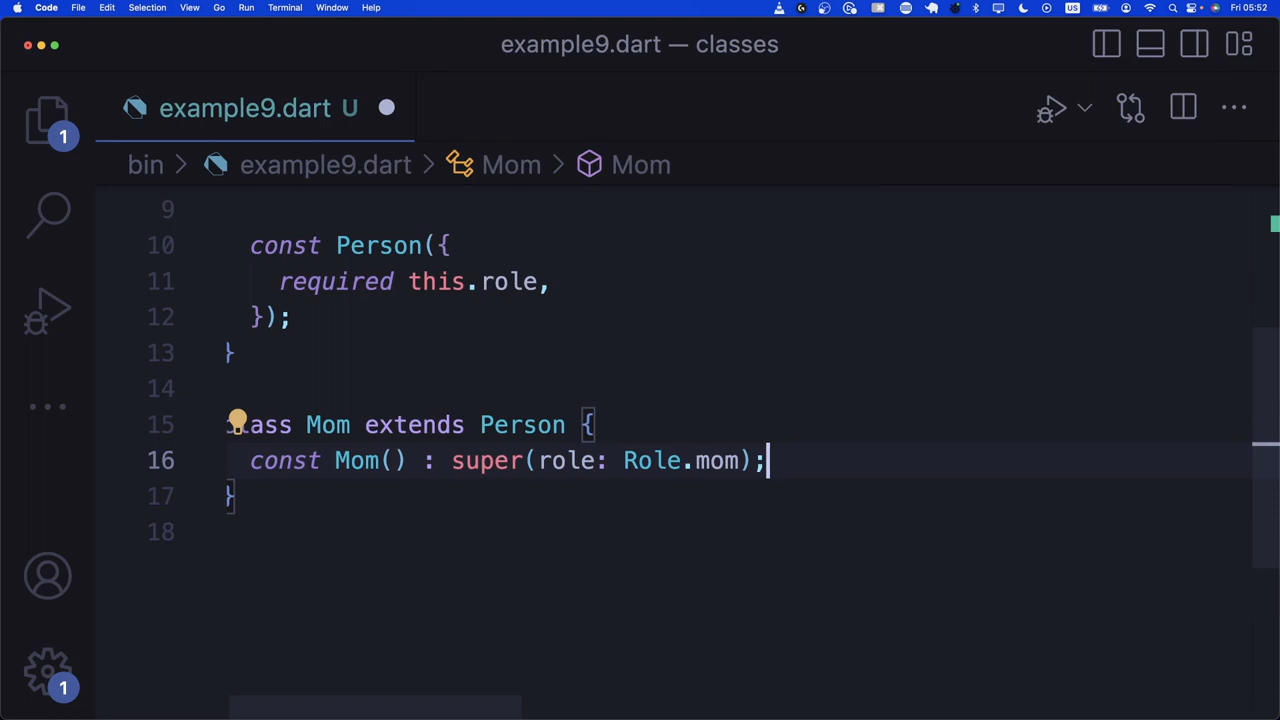 Code File Edit Selection View Go Run Terminal Window Help US Fri 05:52
example9.dart — classes
example9.dart U
1
bin > example9.dart > Mom > Mom
9
10 const Person({
11 required this.role,
12 });
13 }
14
15 class Mom extends Person {
16 const Mom() : super(role: Role.mom);
17 }
18
1